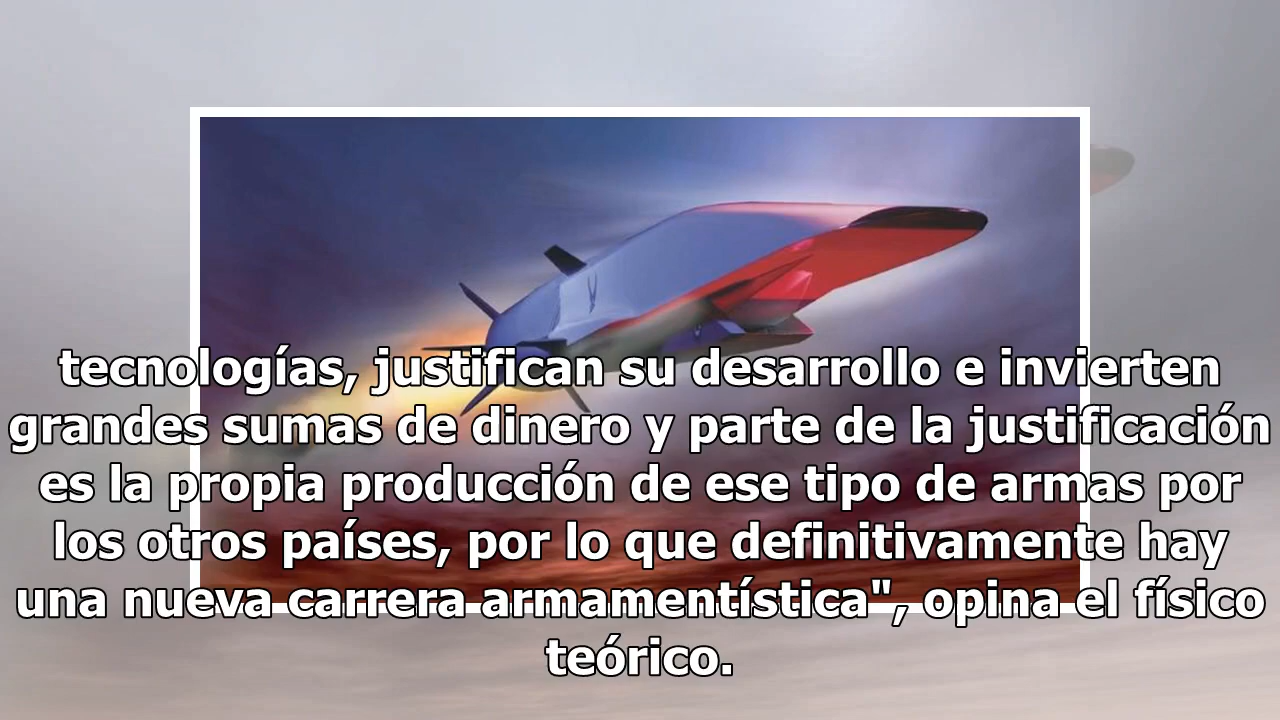 tecnologías, justifican su desarrollo e invierten
grandes sumas de dinero y parte de la justificación
es la propia producción de ese tipo de armas por
los otros países, por lo que definitivamente hay
una nueva carrera armamentística", opina el físico
teórico.